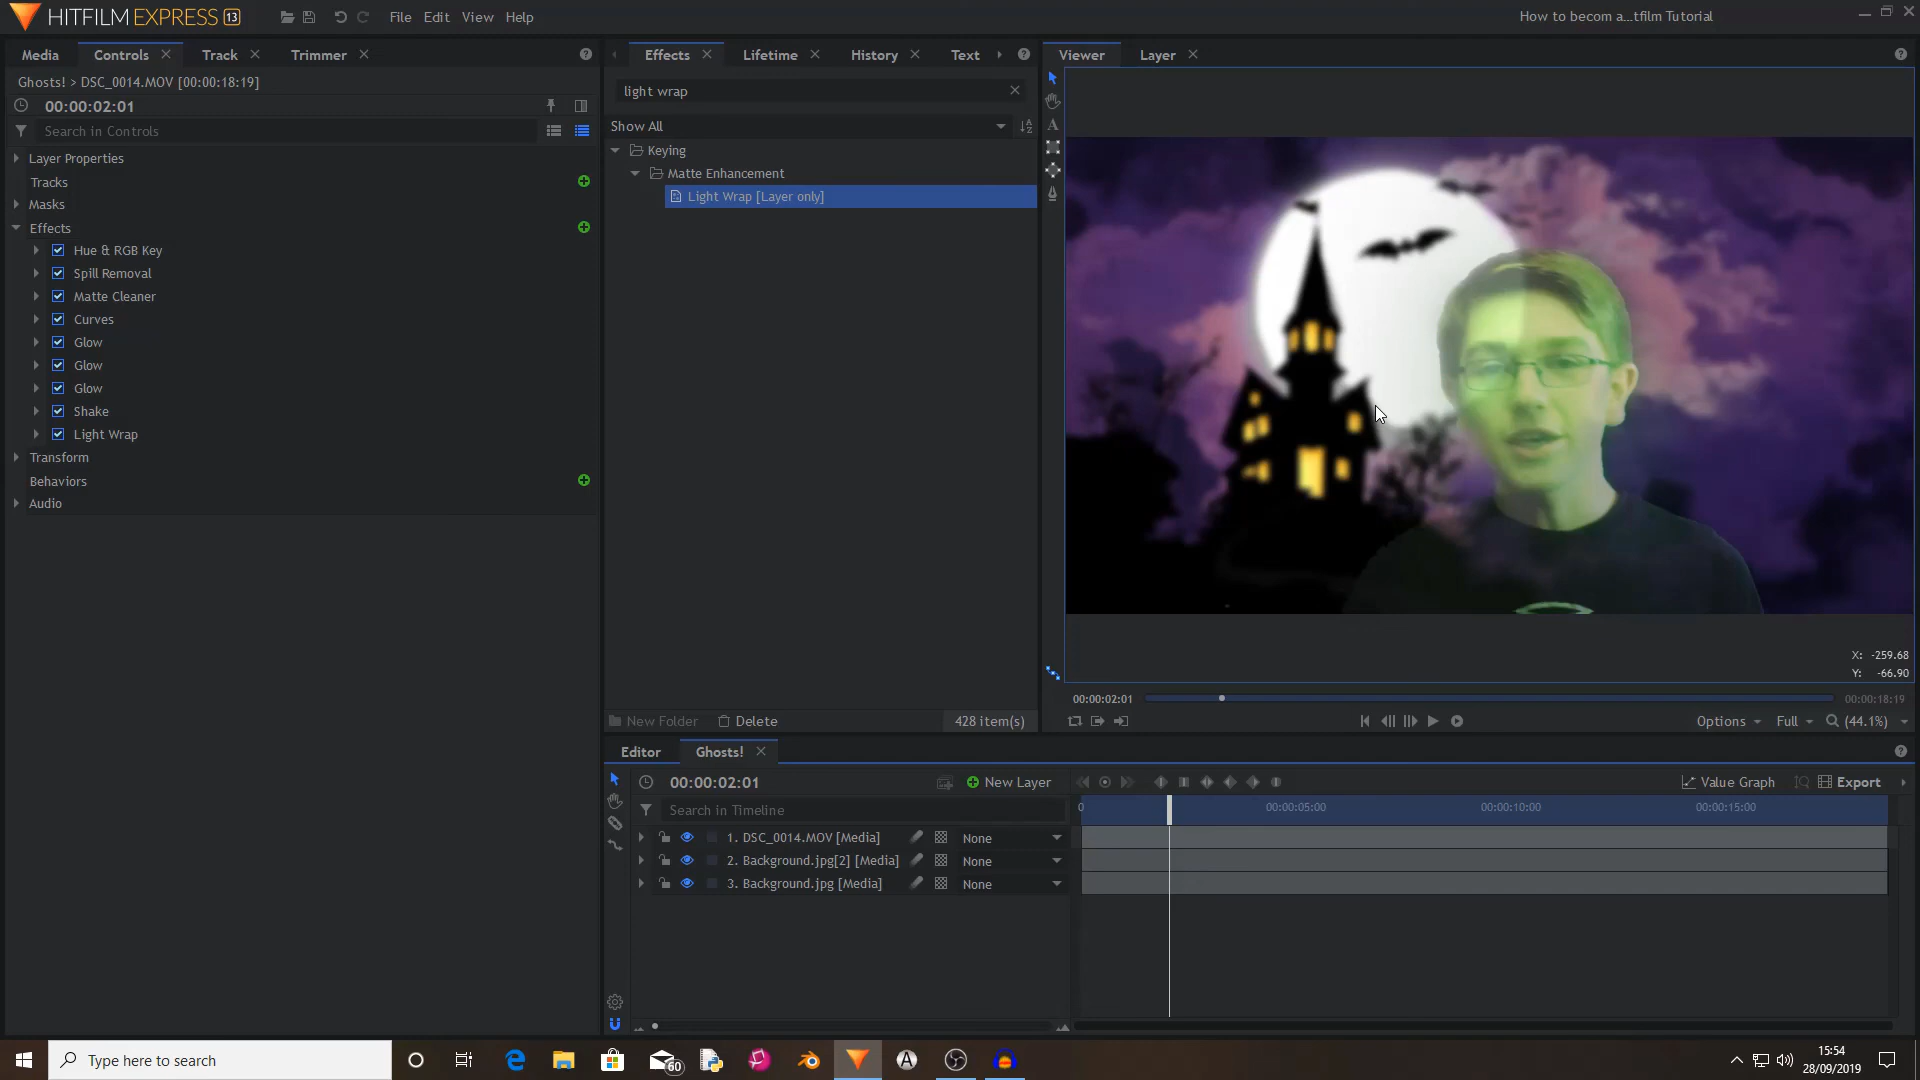 HITFILM EXPRESS 13
File Edit View Help
How to becom a...tfilm Tutorial
Media Controls Track Trimmer
Effects Lifetime History Text
Viewer Layer
Ghosts! > DSC_0014.MOV [00:00:18:19]
00:00:02:01
Search in Controls
Layer Properties
Tracks
Masks
Effects
Hue & RGB Key
Spill Removal
Matte Cleaner
Curves
Glow
Glow
Glow
Shake
Light Wrap
Transform
Behaviors
Audio
light wrap
Show All
Keying
Matte Enhancement
Light Wrap [Layer only]
New Folder Delete 428 item(s)
X: -259.68
Y: -66.90
00:00:02:01 00:00:18:19
Options Full (44.1%)
Editor Ghosts!
00:00:02:01 New Layer Value Graph Export
Search in Timeline
0 00:00:05:00 00:00:10:00 00:00:15:00
1. DSC_0014.MOV [Media] None
2. Background.jpg[2] [Media] None
3. Background.jpg [Media] None
Type here to search
60
15:54
28/09/2019